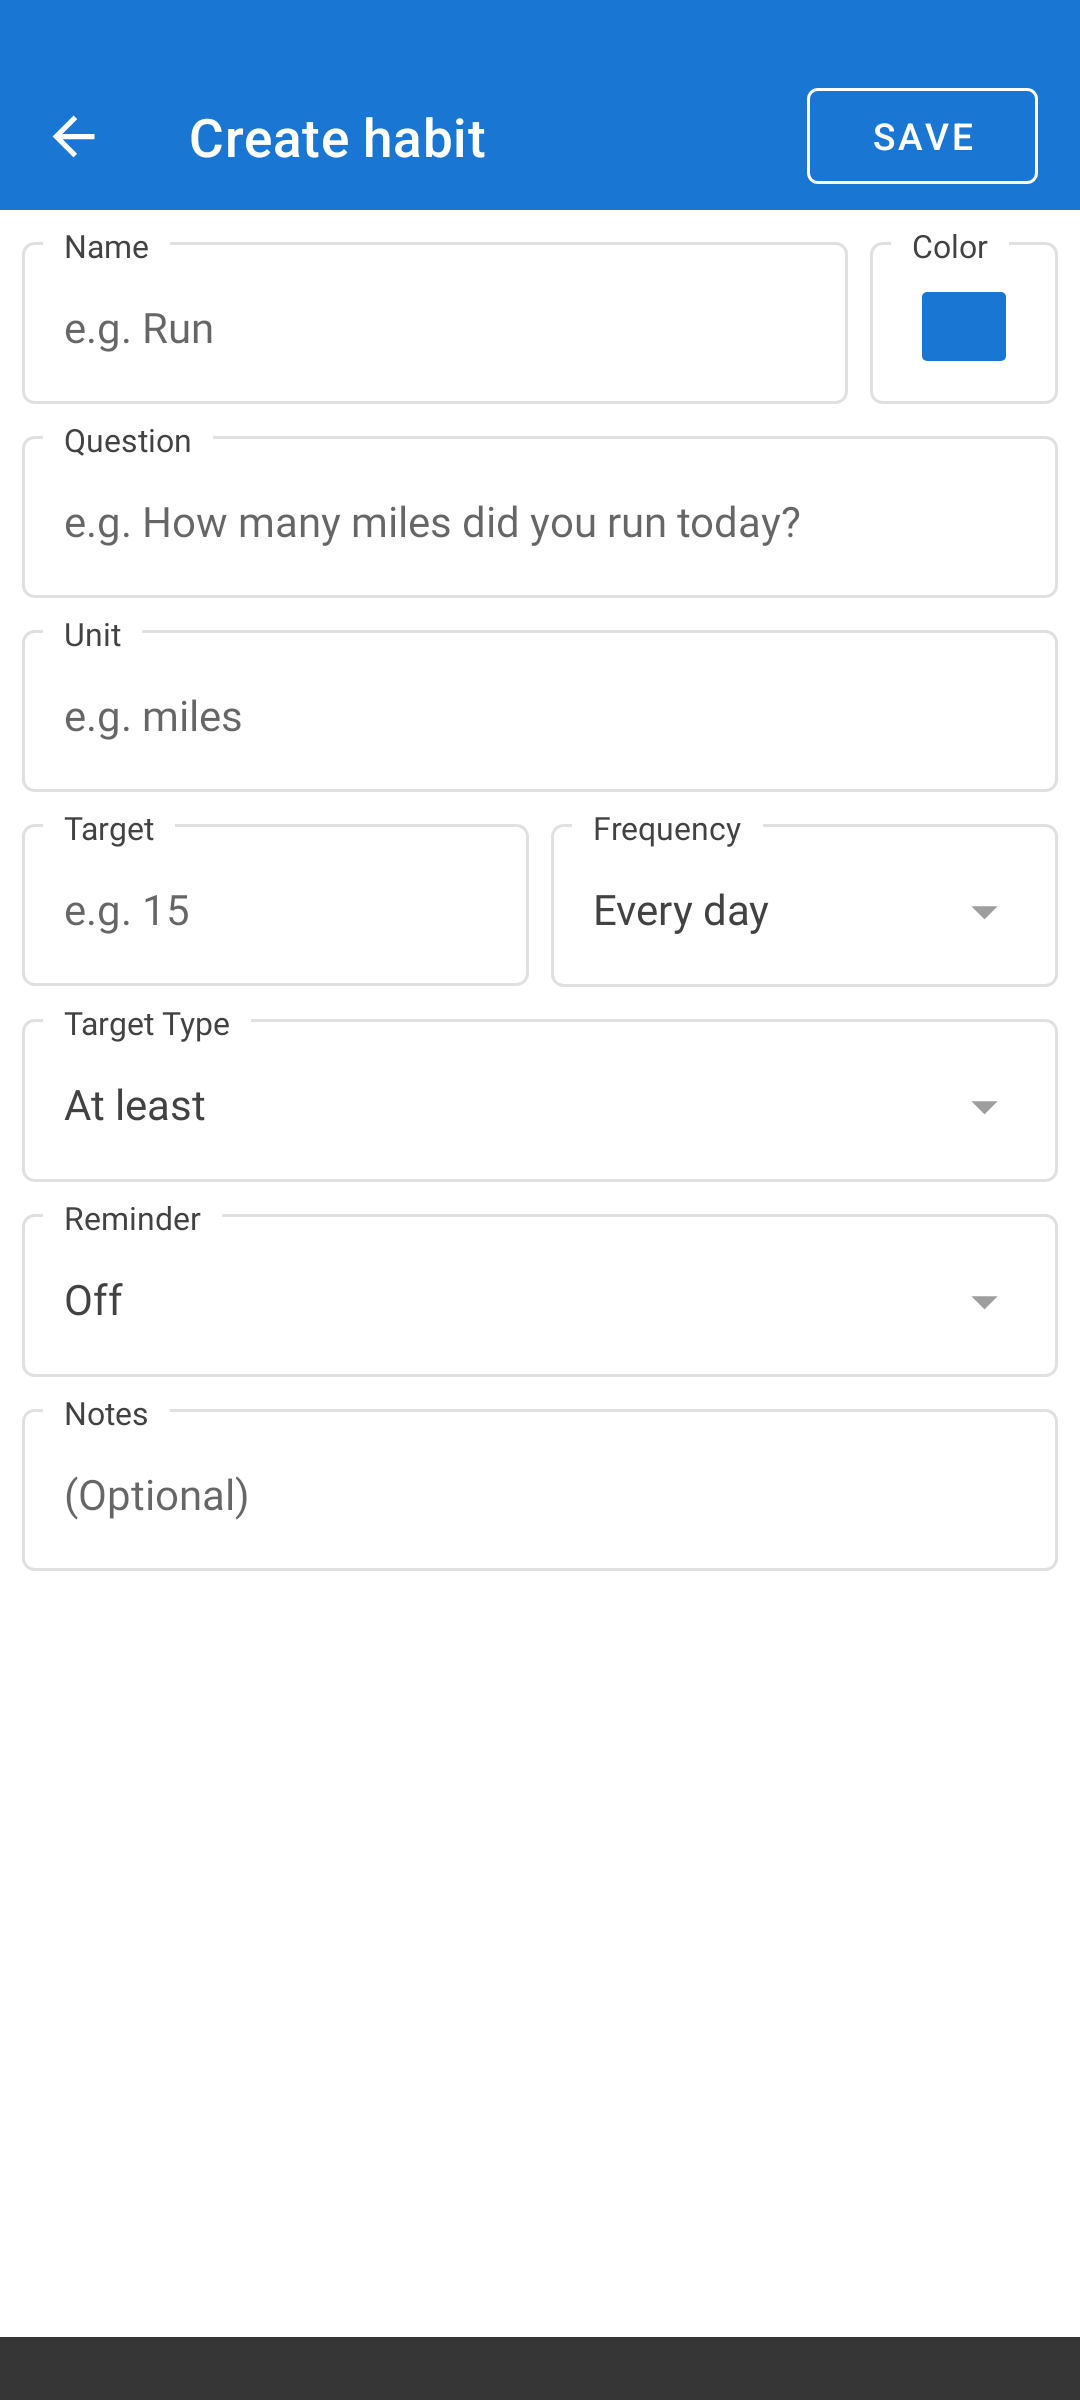 Create habit
SAVE
Name
Color
e.g. Run
Question
e.g. How many miles did you run today?
Unit
e.g. miles
Target
Frequency
e.g. 15
Every day
Target Type
At least
Reminder
Off
Notes
(Optional)